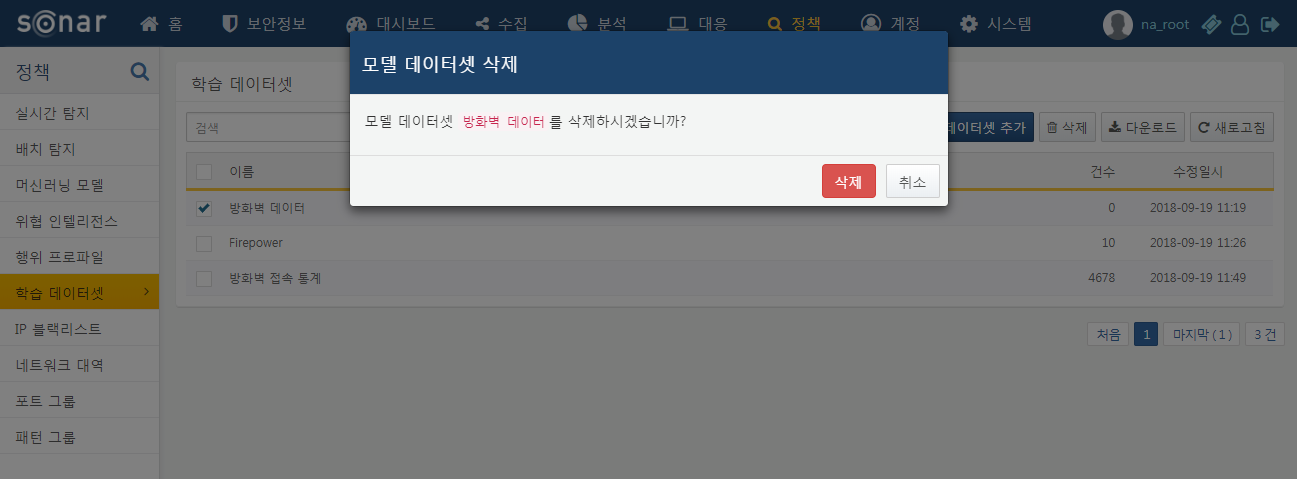 sonar 홈 보안정보 대시보드 수집 분석 대응 정책 계정 시스템 na_root
정책
실시간 탐지
배치 탐지
머신러닝 모델
위협 인텔리전스
행위 프로파일
학습 데이터셋
IP 블랙리스트
네트워크 대역
포트 그룹
패턴 그룹
모델 데이터셋 삭제
모델 데이터셋 방화벽 데이터 를 삭제하시겠습니까?
삭제 취소
학습 데이터셋
검색 데이터셋 추가 삭제 다운로드 새로고침
이름 건수 수정일시
방화벽 데이터 0 2018-09-19 11:19
Firepower 10 2018-09-19 11:26
방화벽 접속 통계 4678 2018-09-19 11:49
처음 1 마지막 ( 1 ) 3 건